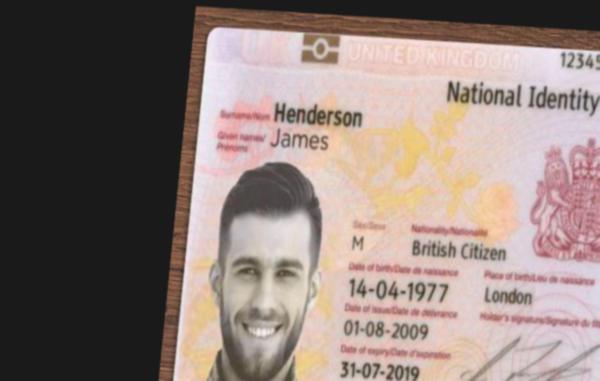 UNITED KINGDOM
12345
National Identity
Surname/Nom Henderson
Given names/ Prénoms James
Sex/Sexe Nationality/Nationalité
M British Citizen
Date of birth/Date de naissance Place of birth/Lieu de naissance
14-04-1977 London
Date of issue/Date de délivrance Holder's signature/Signature du
01-08-2009
Date of expiry/Date d'expiration
31-07-2019